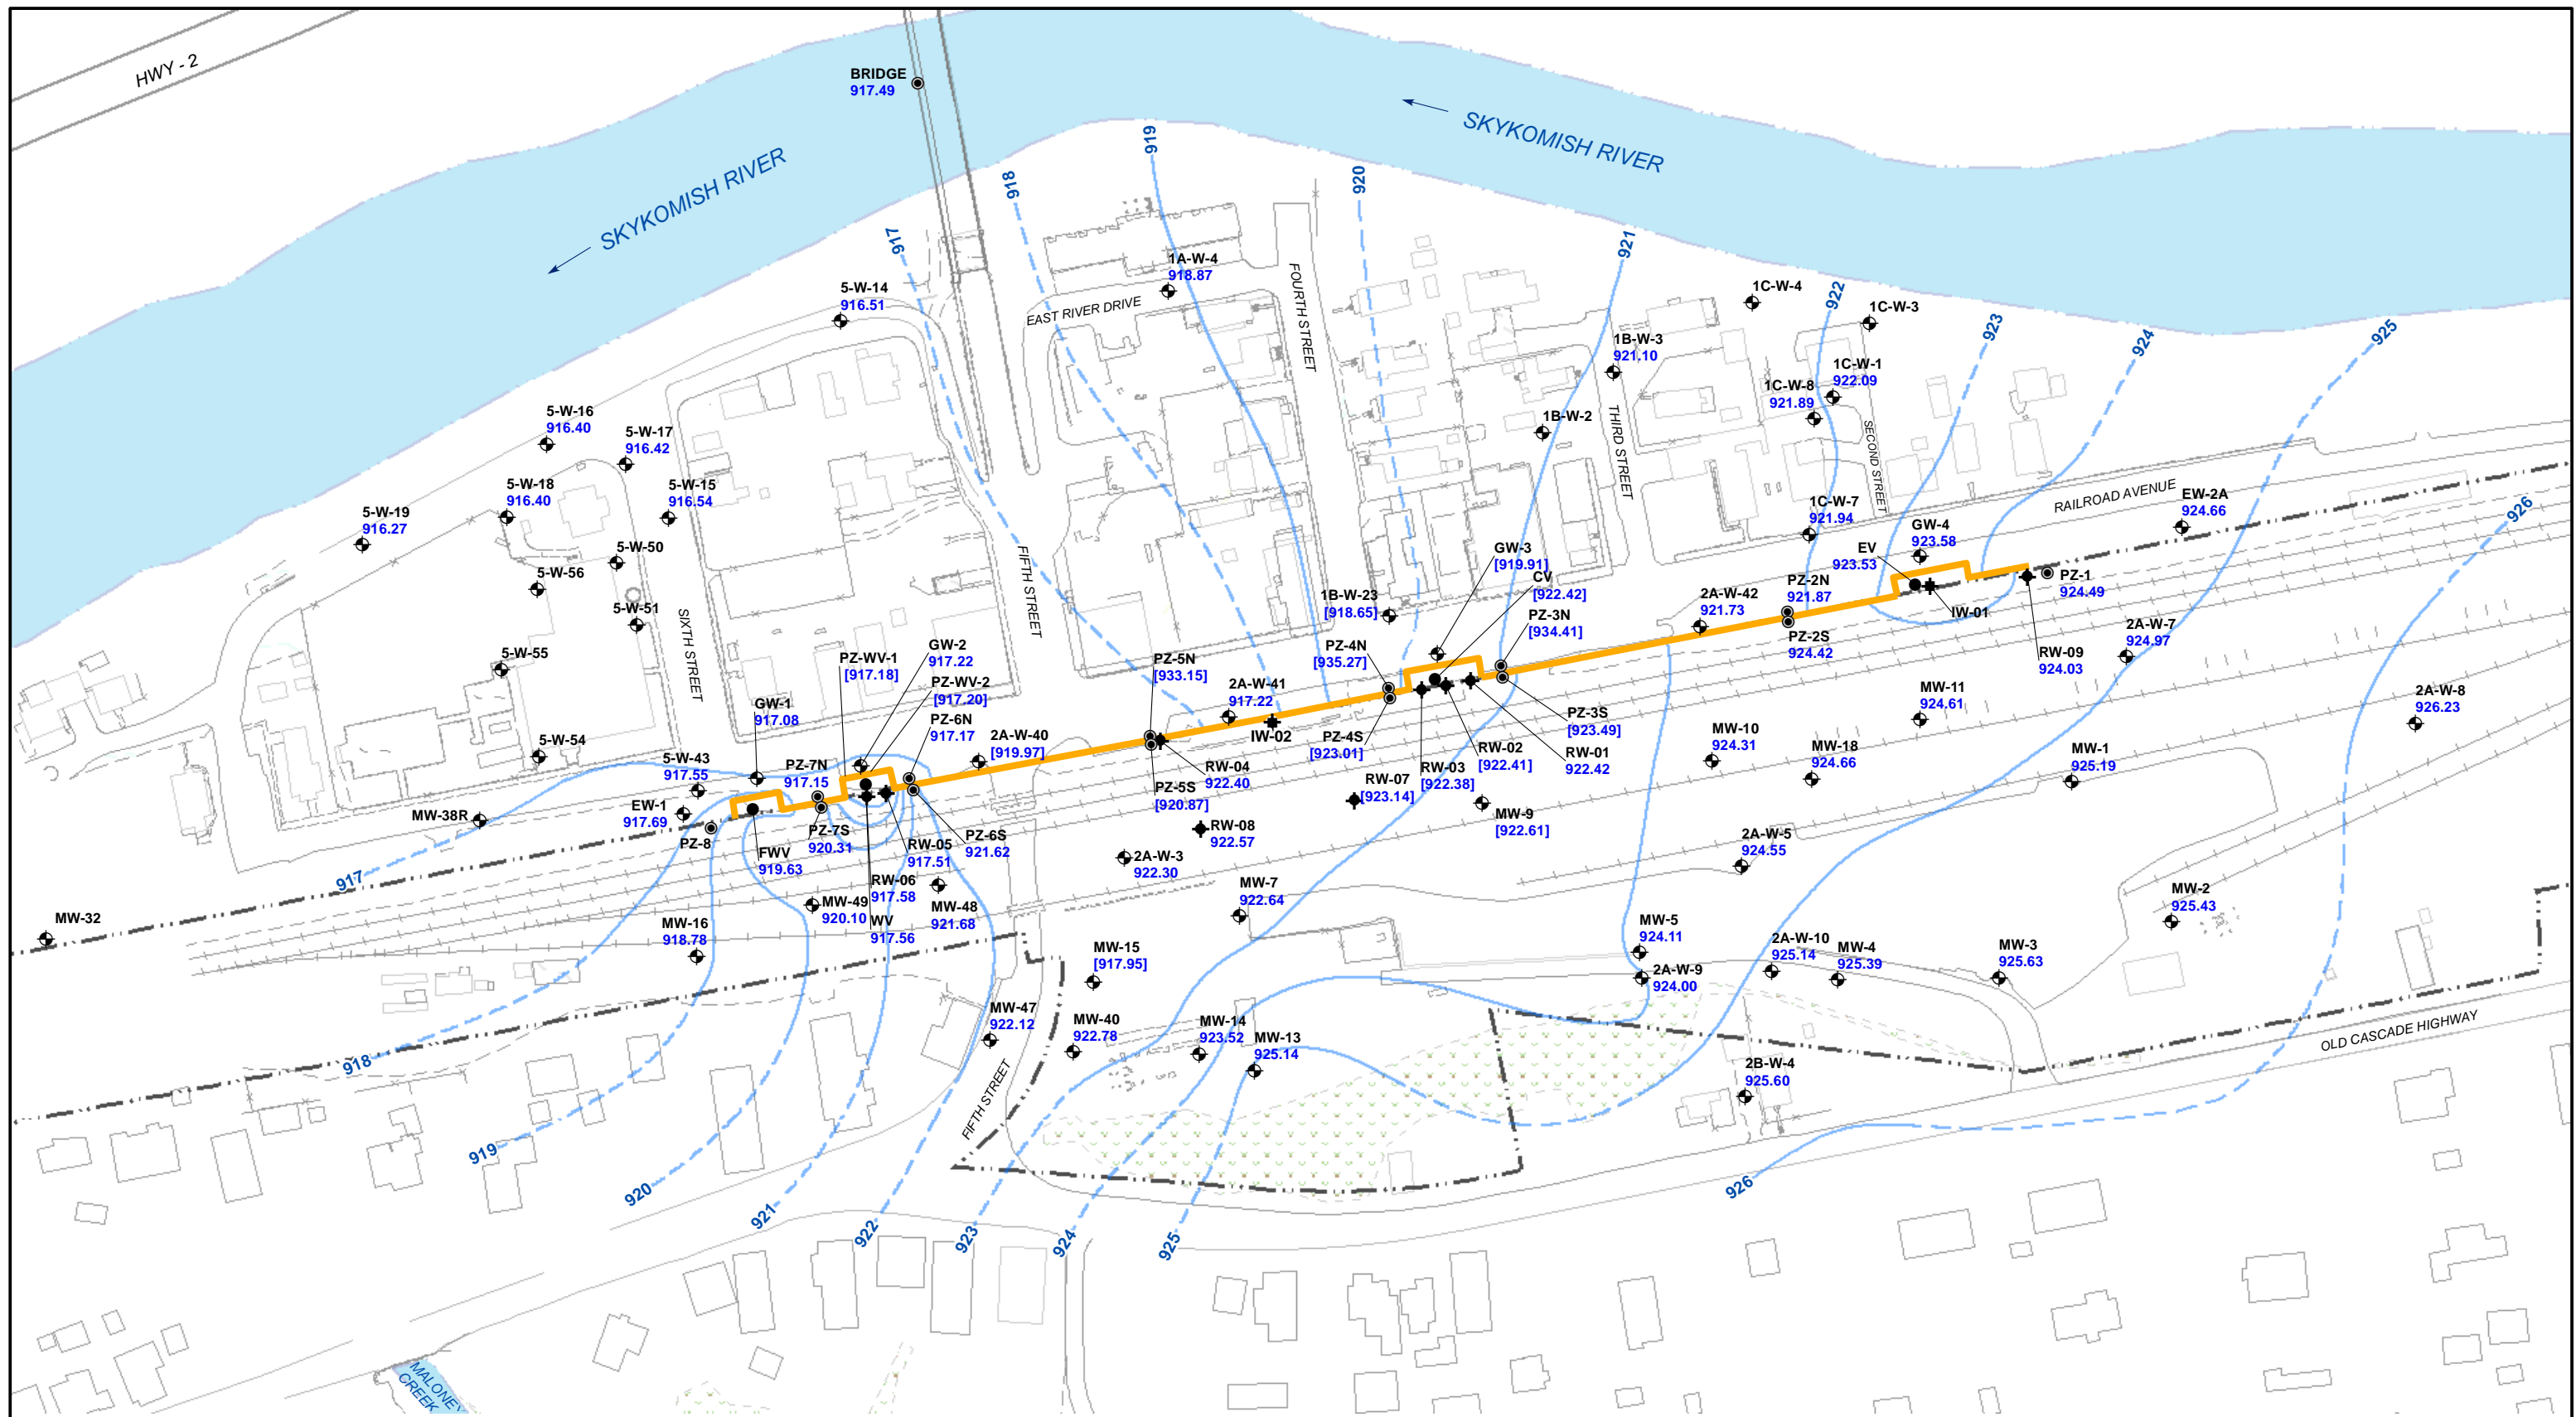 HWY - 2
BRIDGE
917.49
SKYKOMISH RIVER
SKYKOMISH RIVER
919
918
920
917
921
922
923
924
925
926
1A-W-4
918.87
5-W-14
916.51
EAST RIVER DRIVE
FOURTH STREET
1C-W-4
1C-W-3
1B-W-3
921.10
1C-W-1
922.09
1C-W-8
921.89
5-W-16
916.40
5-W-17
916.42
1B-W-2
THIRD STREET
SECOND STREET
5-W-18
916.40
5-W-15
916.54
5-W-19
916.27
RAILROAD AVENUE
EW-2A
924.66
1C-W-7
921.94
GW-4
923.58
EV
923.53
5-W-50
5-W-56
5-W-51
SIXTH STREET
FIFTH STREET
GW-3
[919.91]
CV
[922.42]
1B-W-23
[918.65]
PZ-3N
[934.41]
2A-W-42
921.73
PZ-2N
921.87
PZ-2S
924.42
IW-01
PZ-1
924.49
RW-09
924.03
2A-W-7
924.97
5-W-55
PZ-WV-1
[917.18]
GW-2
917.22
PZ-WV-2
[917.20]
PZ-6N
917.17
PZ-5N
[933.15]
PZ-4N
[935.27]
GW-1
917.08
2A-W-41
917.22
IW-02
PZ-4S
[923.01]
PZ-3S
[923.49]
MW-11
924.61
2A-W-8
926.23
5-W-54
5-W-43
917.55
PZ-7N
917.15
2A-W-40
[919.97]
RW-04
922.40
PZ-5S
[920.87]
RW-07
[923.14]
RW-03
[922.38]
RW-02
[922.41]
RW-01
922.42
MW-10
924.31
MW-18
924.66
MW-1
925.19
MW-38R
EW-1
917.69
PZ-8
FWV
919.63
PZ-7S
920.31
RW-05
917.51
PZ-6S
921.62
RW-08
922.57
MW-9
[922.61]
2A-W-3
922.30
2A-W-5
924.55
917
RW-06
917.58
MW-49
920.10
WV
917.56
MW-48
921.68
MW-7
922.64
MW-2
925.43
MW-32
MW-16
918.78
MW-15
[917.95]
MW-5
924.11
2A-W-9
924.00
2A-W-10
925.14
MW-4
925.39
MW-3
925.63
MW-47
922.12
MW-40
922.78
MW-14
923.52
MW-13
925.14
OLD CASCADE HIGHWAY
918
2B-W-4
925.60
FIFTH STREET
919
920
921
922
923
924
925
926
MALONEY
CREEK